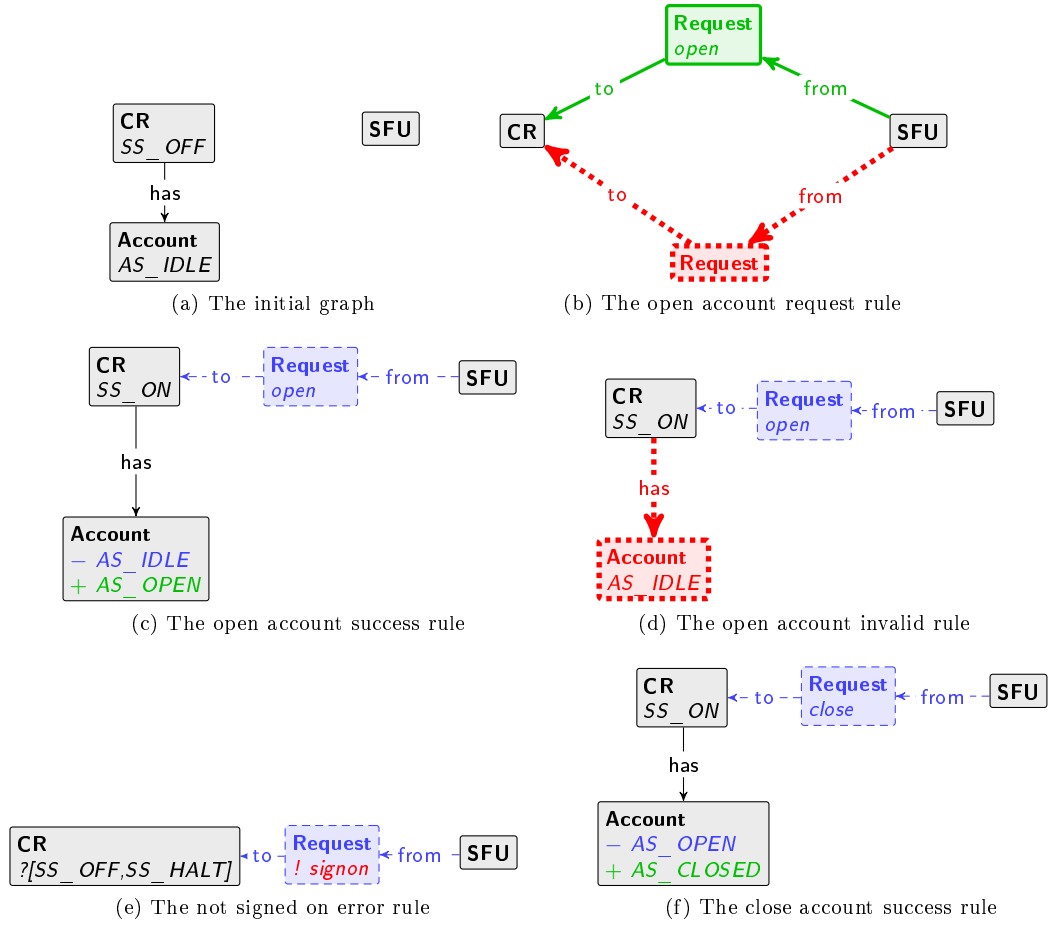 CR
SS_OFF
has
Account
AS_IDLE
SFU
(a) The initial graph
Request
open
to
from
CR
SFU
to
from
Request
(b) The open account request rule
CR
SS_ON
to
Request
open
from
SFU
has
Account
− AS_IDLE
+ AS_OPEN
(c) The open account success rule
CR
SS_ON
to
Request
open
from
SFU
has
Account
AS_IDLE
(d) The open account invalid rule
CR
?[SS_OFF,SS_HALT]
to
Request
! signon
from
SFU
(e) The not signed on error rule
CR
SS_ON
to
Request
close
from
SFU
has
Account
− AS_OPEN
+ AS_CLOSED
(f) The close account success rule